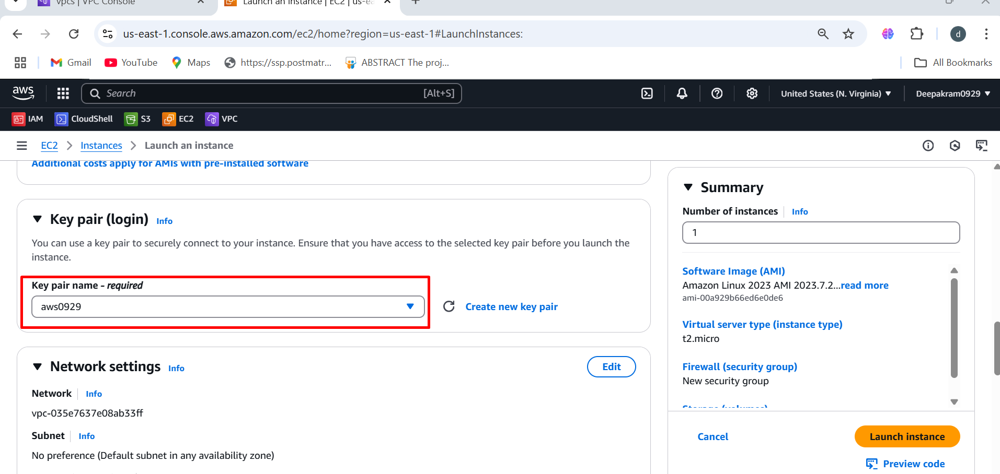 vpcs | VPC Console
Launch an instance | EC2 | us-ea
us-east-1.console.aws.amazon.com/ec2/home?region=us-east-1#LaunchInstances:
d
Gmail
YouTube
Maps
https://ssp.postmatr...
ABSTRACT The proj...
All Bookmarks
aws
Search
[Alt+S]
United States (N. Virginia)
Deepakram0929
IAM
CloudShell
S3
EC2
VPC
EC2
Instances
Launch an instance
Additional costs apply for AMIs with pre-installed software
Key pair (login)
Info
You can use a key pair to securely connect to your instance. Ensure that you have access to the selected key pair before you launch the
instance.
Key pair name - required
aws0929
Create new key pair
Network settings
Info
Edit
Network
Info
vpc-035e7637e08ab33ff
Subnet
Info
No preference (Default subnet in any availability zone)
Summary
Number of instances
Info
1
Software Image (AMI)
Amazon Linux 2023 AMI 2023.7.2...read more
ami-00a929b66ed6e0de6
Virtual server type (instance type)
t2.micro
Firewall (security group)
New security group
Storage (volumes)
Cancel
Launch instance
Preview code